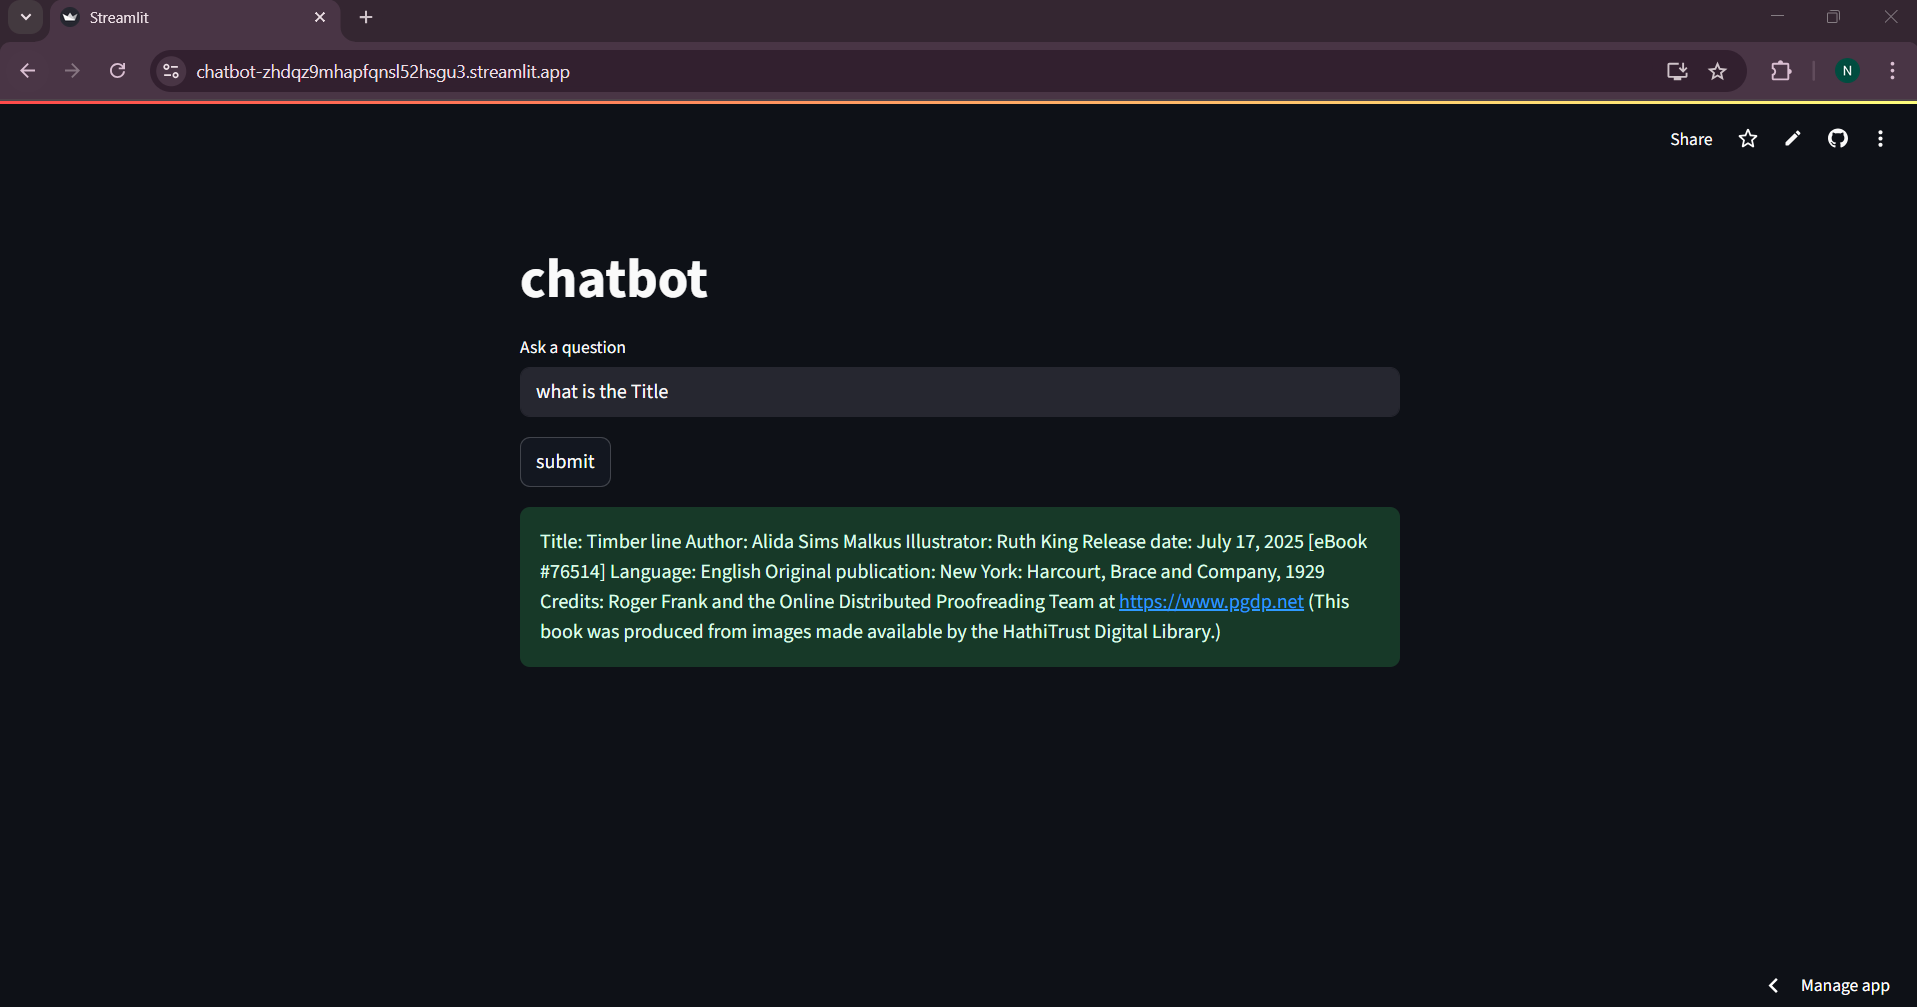 Streamlit
chatbot-zhdqz9mhapfqnsl52hsgu3.streamlit.app
N
Share
chatbot
Ask a question
what is the Title
submit
Title: Timber line Author: Alida Sims Malkus Illustrator: Ruth King Release date: July 17, 2025 [eBook
#76514] Language: English Original publication: New York: Harcourt, Brace and Company, 1929
Credits: Roger Frank and the Online Distributed Proofreading Team at https://www.pgdp.net (This
book was produced from images made available by the HathiTrust Digital Library.)
Manage app